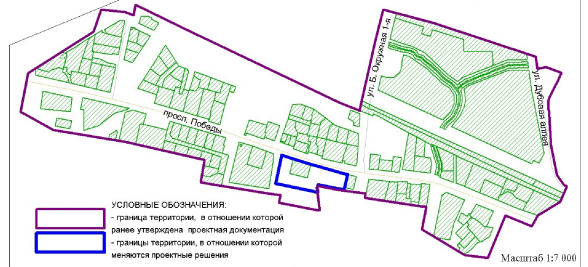 ул. Б. Окружная 1-я
ул. Дубовая аллея
просп. Победы
УСЛОВНЫЕ ОБОЗНАЧЕНИЯ:
- граница территории, в отношении которой
ранее утверждена проектная документация
- границы территории, в отношении которой
меняются проектные решения
Масштаб 1:7 000